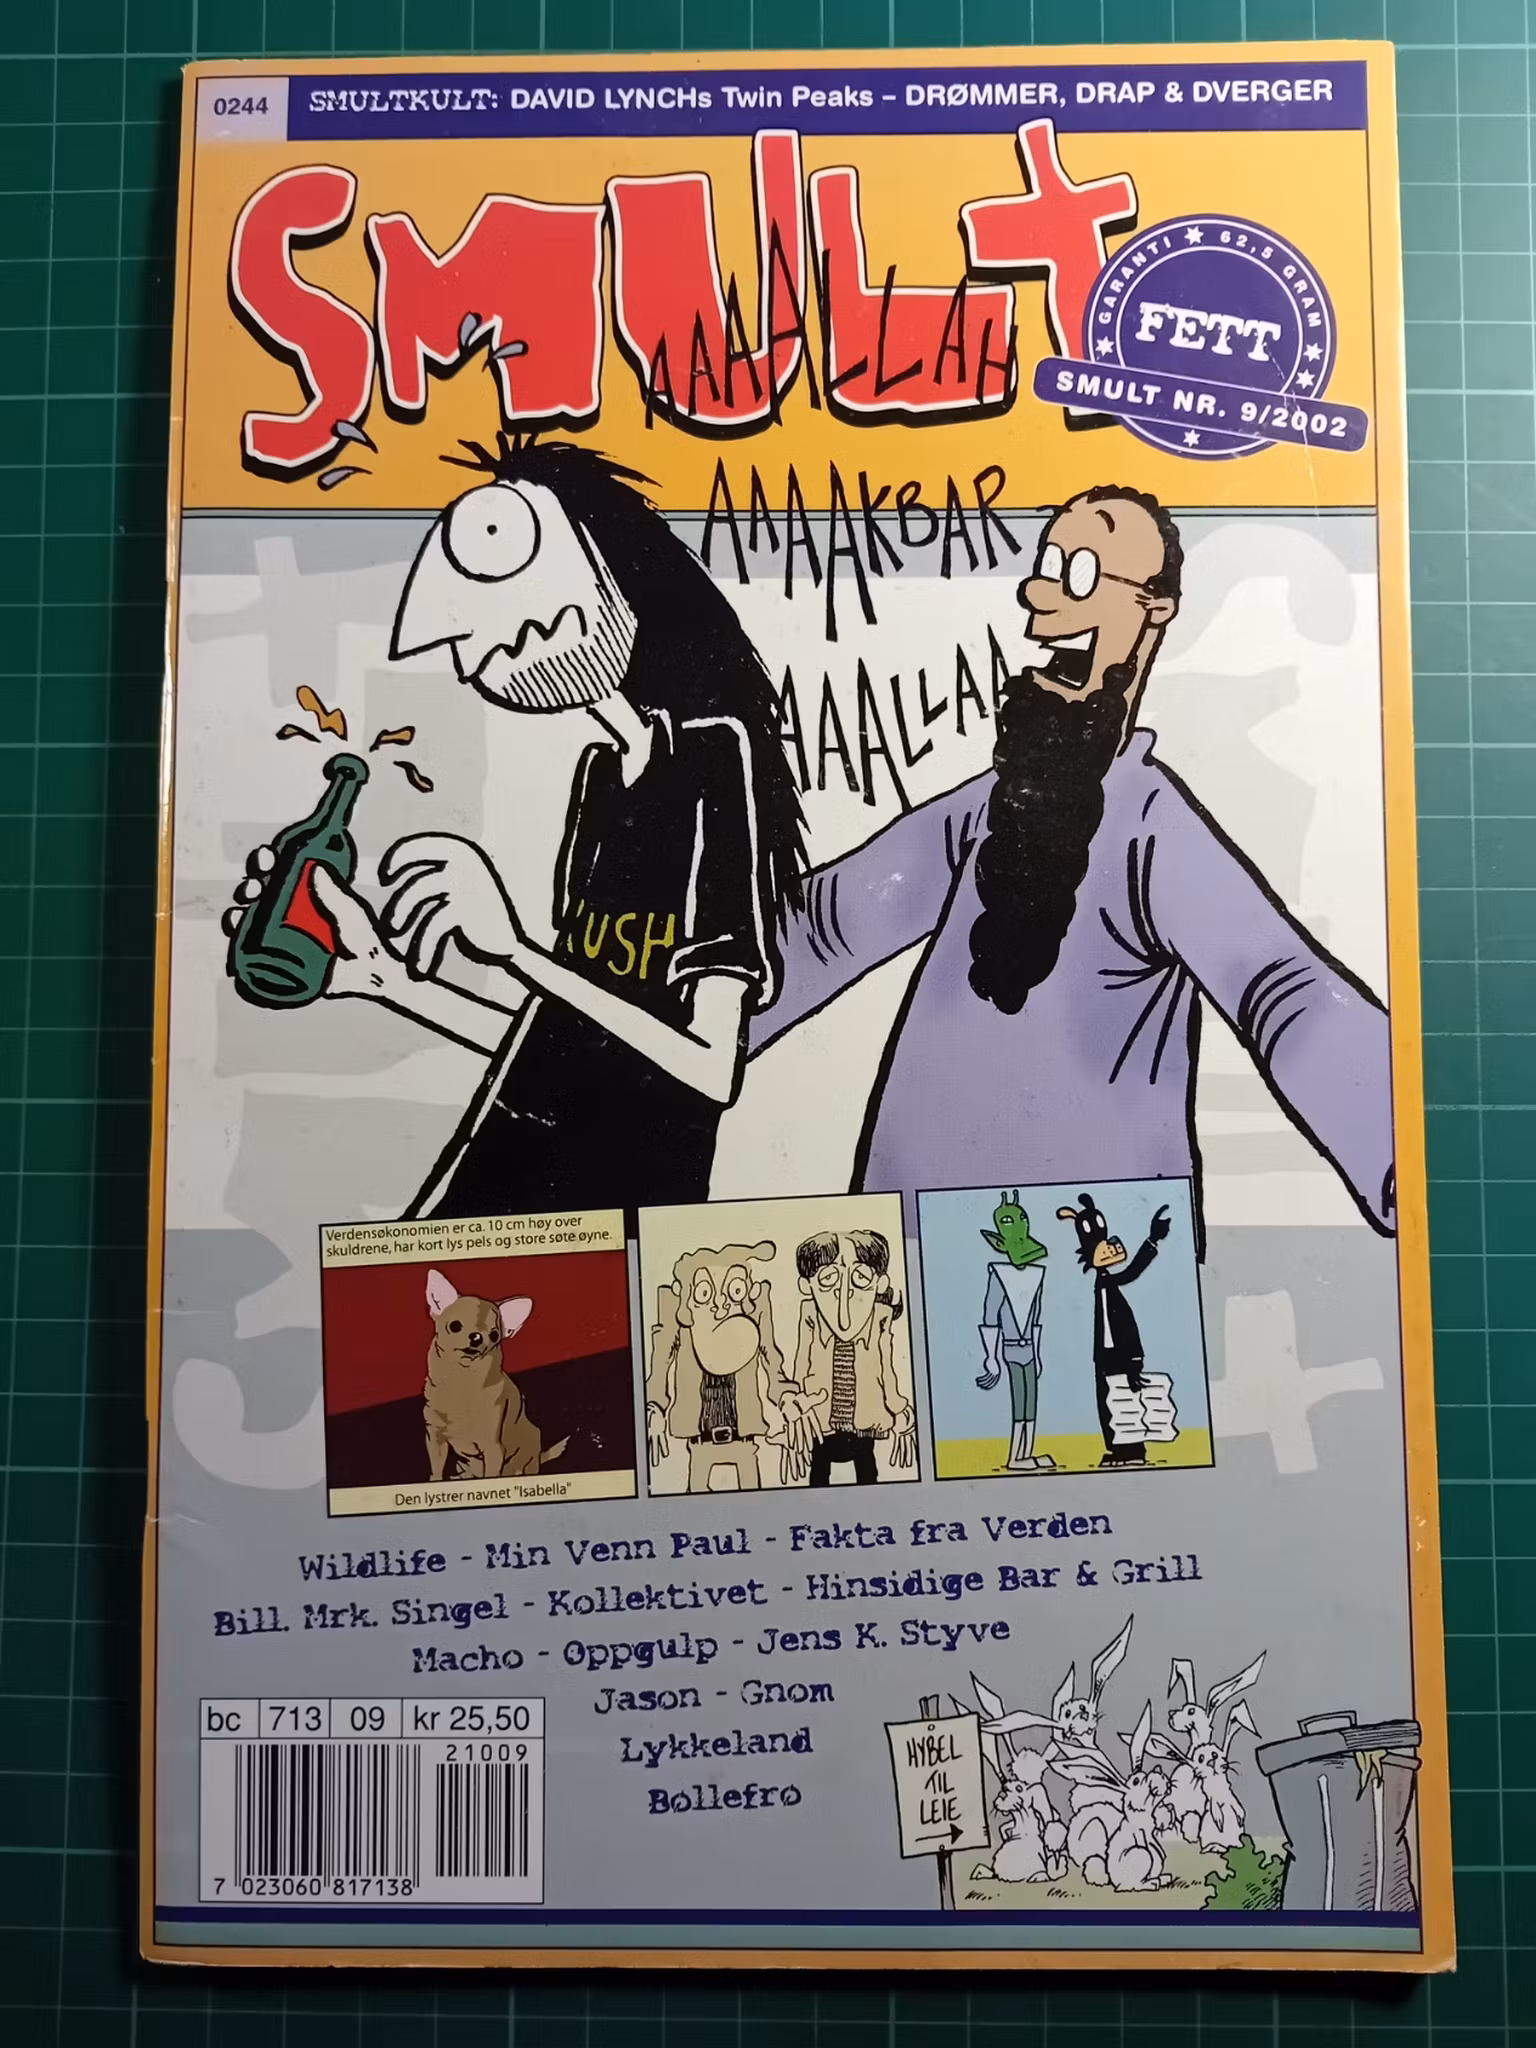 0244
SMULTKULT: DAVID LYNCHs Twin Peaks – DRØMMER, DRAP & DVERGER
SMULT
GARANTI ★ 62,5 GRAM
FETT
SMULT NR. 9/2002
AAAALLAH
AAAAKBAR
AAALLAA
KUSH
Verdensøkonomien er ca. 10 cm høy over
skuldrene, har kort lys pels og store søte øyne.
Den lystrer navnet "Isabella"
Wildlife - Min Venn Paul - Fakta fra Verden
Bill. Mrk. Singel - Kollektivet - Hinsidige Bar & Grill
Macho - Oppgulp - Jens K. Styve
Jason - Gnom
Lykkeland
Bollefrø
bc 713 09 kr 25,50
21009
7 023060 817138
HYBEL
TIL
LEIE